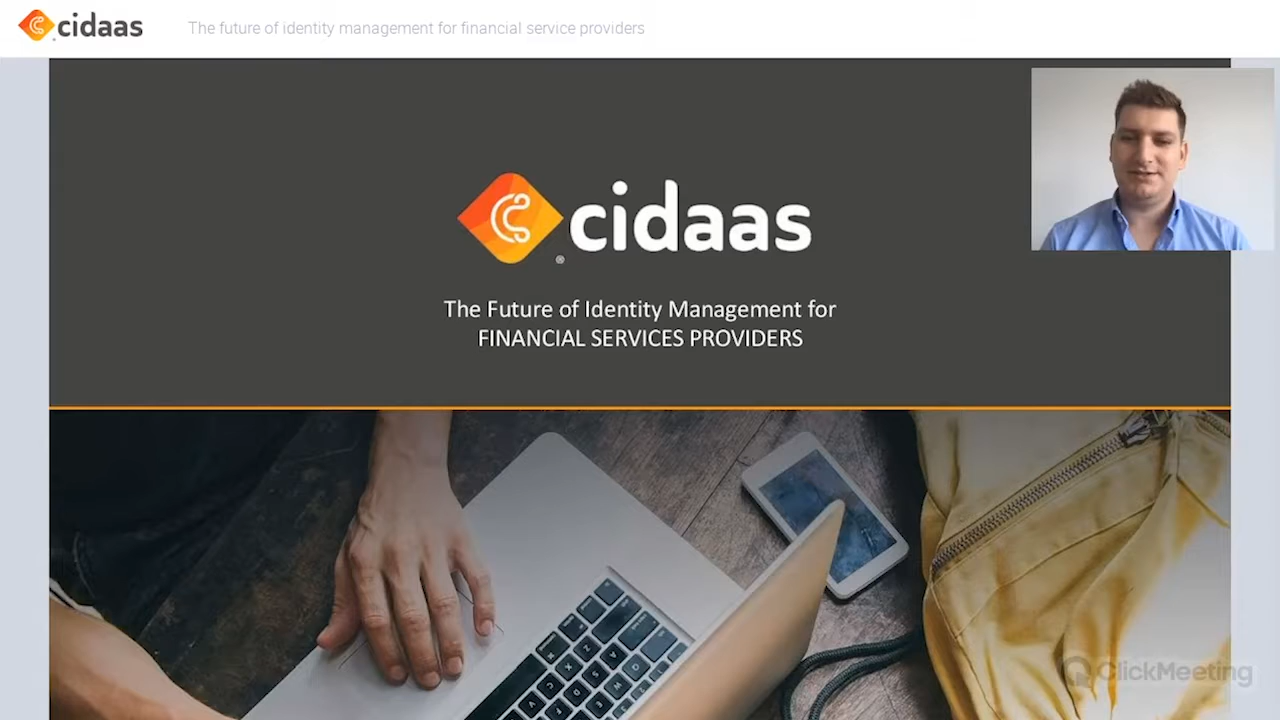 cidaas
The future of identity management for financial service providers
cidaas
®
The Future of Identity Management for
FINANCIAL SERVICES PROVIDERS
ClickMeeting